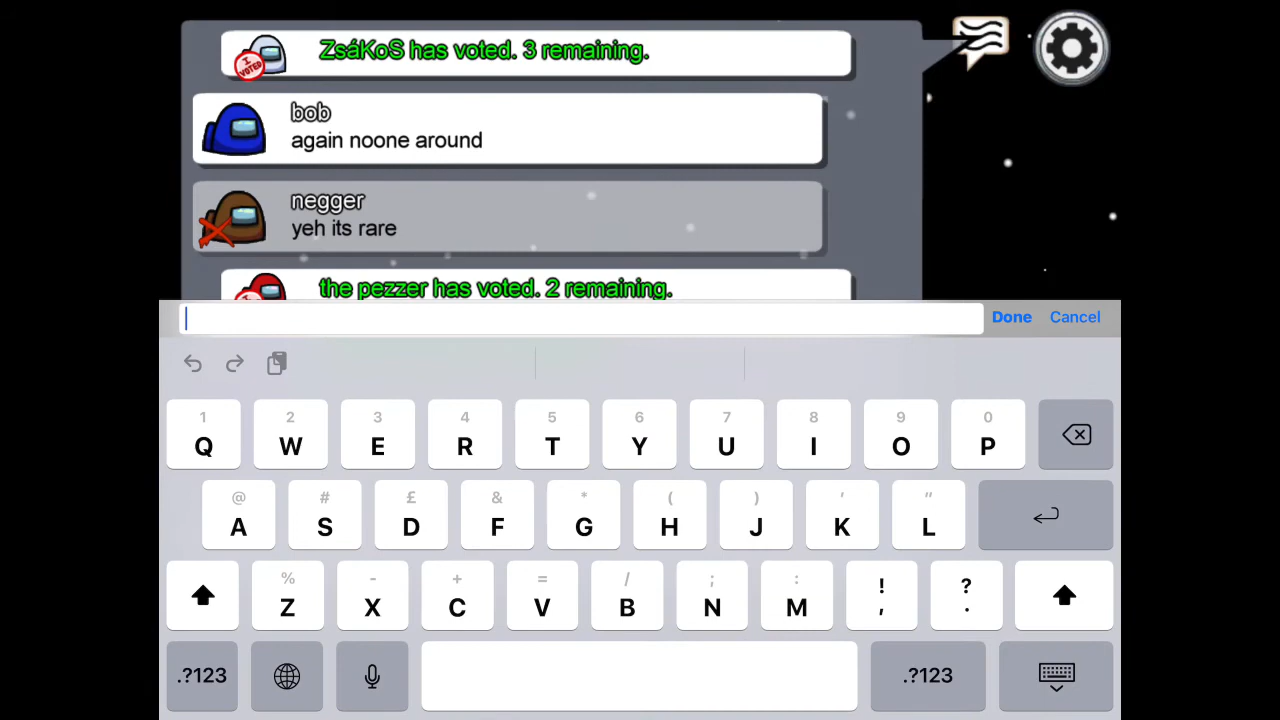 ZsáKoS has voted. 3 remaining.
I VOTED
bob
again noone around
negger
yeh its rare
the pezzer has voted. 2 remaining.
Done Cancel
1 2 3 4 5 6 7 8 9 0
Q W E R T Y U I O P
@ # £ & * ( ) ' "
A S D F G H J K L
% - + = / ; : ! ?
Z X C V B N M , .
.?123 .?123